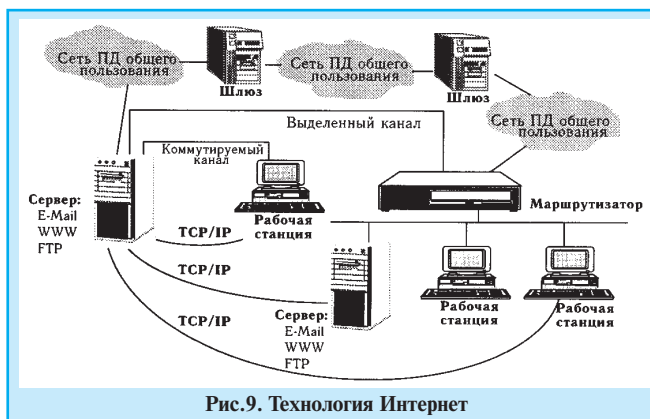 Сеть ПД общего
пользования
Шлюз
Сеть ПД общего
пользования
Шлюз
Сеть ПД общего
пользования
Выделенный канал
Коммутируемый
канал
Сервер:
E-Mail
WWW
FTP
Рабочая
станция
Маршрутизатор
TCP/IP
TCP/IP
TCP/IP
Сервер:
E-Mail
WWW
FTP
Рабочая
станция
Рабочая
станция
Рис.9. Технология Интернет